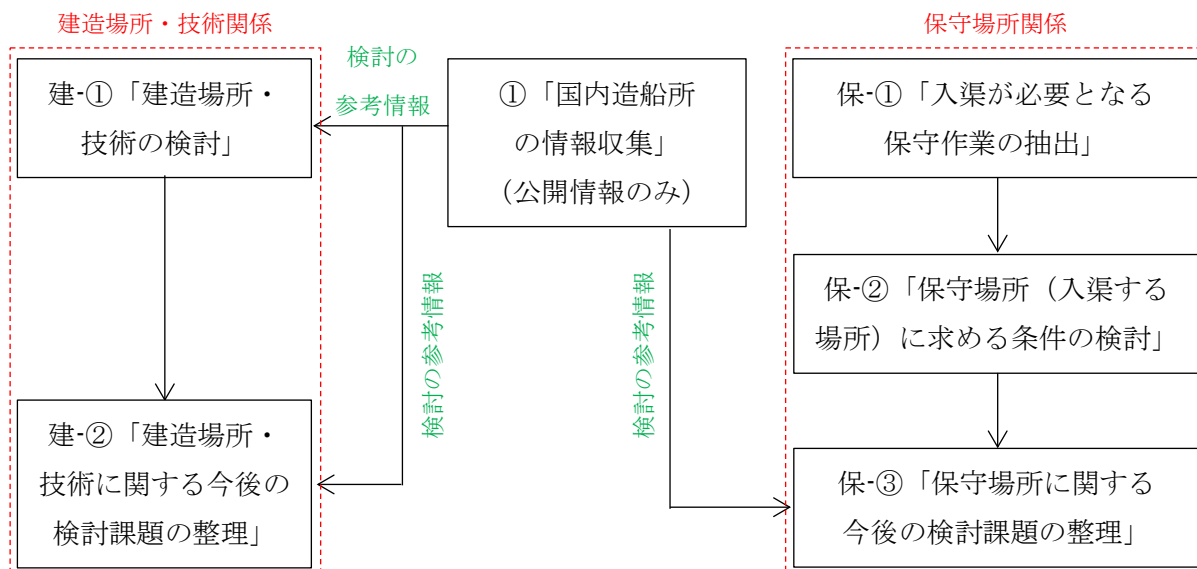 建造場所・技術関係
建-①「建造場所・
技術の検討」
建-②「建造場所・
技術に関する今後の
検討課題の整理」
検討の
参考情報
①「国内造船所
の情報収集」
（公開情報のみ）
検討の参考情報
検討の参考情報
保守場所関係
保-①「入渠が必要となる
保守作業の抽出」
保-②「保守場所（入渠する
場所）に求める条件の検討」
保-③「保守場所に関する
今後の検討課題の整理」